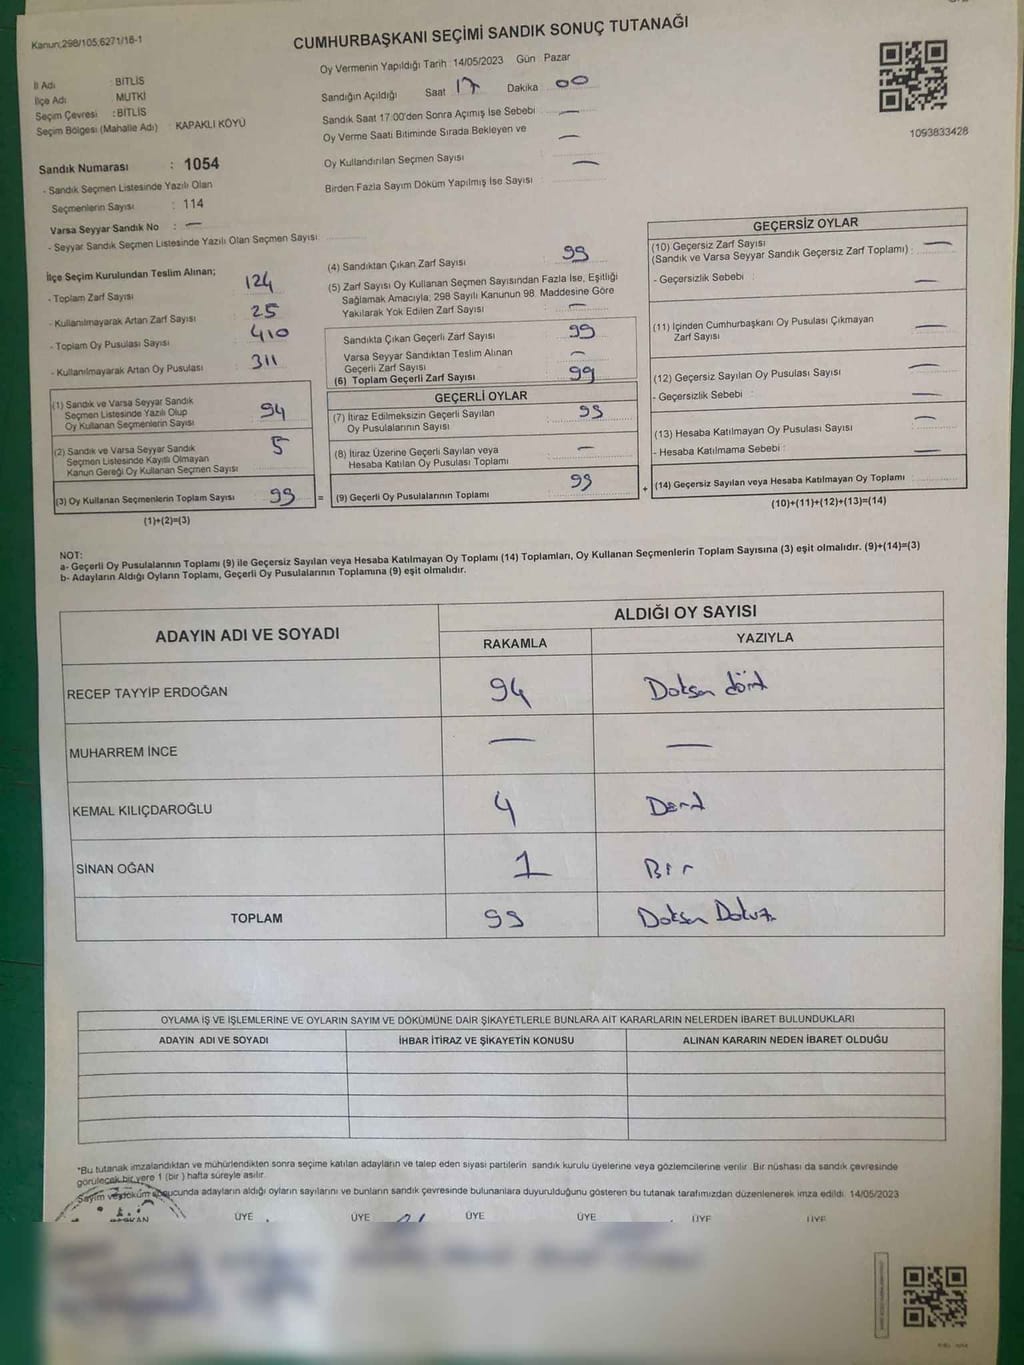 Kanun;298/105,6271/16-1
CUMHURBAŞKANI SEÇİMİ SANDIK SONUÇ TUTANAĞI
Oy Vermenin Yapıldığı Tarih : 14/05/2023 Gün Pazar
İl Adı : BİTLİS
İlçe Adı : MUTKİ
Seçim Çevresi : BİTLİS
Seçim Bölgesi (Mahalle Adı) : KAPAKLI KÖYÜ
Sandığın Açıldığı Saat 17 Dakika 00
Sandık Saat 17:00'den Sonra Açımış İse Sebebi : —
Oy Verme Saati Bitiminde Sırada Bekleyen ve
Oy Kullandırılan Seçmen Sayısı : —
Birden Fazla Sayım Döküm Yapılmış İse Sayısı : —
1093833428
Sandık Numarası : 1054
- Sandık Seçmen Listesinde Yazılı Olan
Seçmenlerin Sayısı : 114
Varsa Seyyar Sandık No : —
- Seyyar Sandık Seçmen Listesinde Yazılı Olan Seçmen Sayısı:
İlçe Seçim Kurulundan Teslim Alınan;
- Toplam Zarf Sayısı 124
- Kullanılmayarak Artan Zarf Sayısı 25
- Toplam Oy Pusulası Sayısı 410
- Kullanılmayarak Artan Oy Pusulası 311
(1) Sandık ve Varsa Seyyar Sandık
Seçmen Listesinde Yazılı Olup
Oy Kullanan Seçmenlerin Sayısı 94
(2) Sandık ve Varsa Seyyar Sandık
Seçmen Listesinde Kayıtlı Olmayan
Kanun Gereği Oy Kullanan Seçmen Sayısı 5
(3) Oy Kullanan Seçmenlerin Toplam Sayısı 99 =
(1)+(2)=(3)
(4) Sandıktan Çıkan Zarf Sayısı 99
(5) Zarf Sayısı Oy Kullanan Seçmen Sayısından Fazla İse, Eşitliği
Sağlamak Amacıyla; 298 Sayılı Kanunun 98. Maddesine Göre
Yakılarak Yok Edilen Zarf Sayısı : —
Sandıkta Çıkan Geçerli Zarf Sayısı 99
Varsa Seyyar Sandıktan Teslim Alınan
Geçerli Zarf Sayısı —
(6) Toplam Geçerli Zarf Sayısı 99
GEÇERLİ OYLAR
(7) İtiraz Edilmeksizin Geçerli Sayılan
Oy Pusulalarının Sayısı 99
(8) İtiraz Üzerine Geçerli Sayılan veya
Hesaba Katılan Oy Pusulası Toplamı —
(9) Geçerli Oy Pusulalarının Toplamı 99 +
GEÇERSİZ OYLAR
(10) Geçersiz Zarf Sayısı
(Sandık ve Varsa Seyyar Sandık Geçersiz Zarf Toplamı) : —
- Geçersizlik Sebebi : —
(11) İçinden Cumhurbaşkanı Oy Pusulası Çıkmayan
Zarf Sayısı —
(12) Geçersiz Sayılan Oy Pusulası Sayısı —
- Geçersizlik Sebebi : —
(13) Hesaba Katılmayan Oy Pusulası Sayısı —
- Hesaba Katılmama Sebebi : —
(14) Geçersiz Sayılan veya Hesaba Katılmayan Oy Toplamı :
(10)+(11)+(12)+(13)=(14)
NOT:
a- Geçerli Oy Pusulalarının Toplamı (9) ile Geçersiz Sayılan veya Hesaba Katılmayan Oy Toplamı (14) Toplamları, Oy Kullanan Seçmenlerin Toplam Sayısına (3) eşit olmalıdır. (9)+(14)=(3)
b- Adayların Aldığı Oyların Toplamı, Geçerli Oy Pusulalarının Toplamına (9) eşit olmalıdır.
ADAYIN ADI VE SOYADI ALDIĞI OY SAYISI
RAKAMLA YAZIYLA
RECEP TAYYİP ERDOĞAN 94 Doksan dört
MUHARREM İNCE — —
KEMAL KILIÇDAROĞLU 4 Dört
SİNAN OĞAN 1 Bir
TOPLAM 99 Doksan Dokuz
OYLAMA İŞ VE İŞLEMLERİNE VE OYLARIN SAYIM VE DÖKÜMÜNE DAİR ŞİKAYETLERLE BUNLARA AİT KARARLARIN NELERDEN İBARET BULUNDUKLARI
ADAYIN ADI VE SOYADI İHBAR İTİRAZ VE ŞİKAYETİN KONUSU ALINAN KARARIN NEDEN İBARET OLDUĞU
*Bu tutanak imzalandıktan ve mühürlendikten sonra seçime katılan adayların ve talep eden siyasi partilerin sandık kurulu üyelerine veya gözlemcilerine verilir. Bir nüshası da sandık çevresinde
görülecek bir yere 1 (bir ) hafta süreyle asılır.
Sayım ve döküm sonucunda adayların aldığı oyların sayılarını ve bunların sandık çevresinde bulunanlara duyurulduğunu gösteren bu tutanak tarafımızdan düzenlenerek imza edildi. 14/05/2023
BAŞKAN ÜYE ÜYE ÜYE ÜYE ÜYE ÜYE